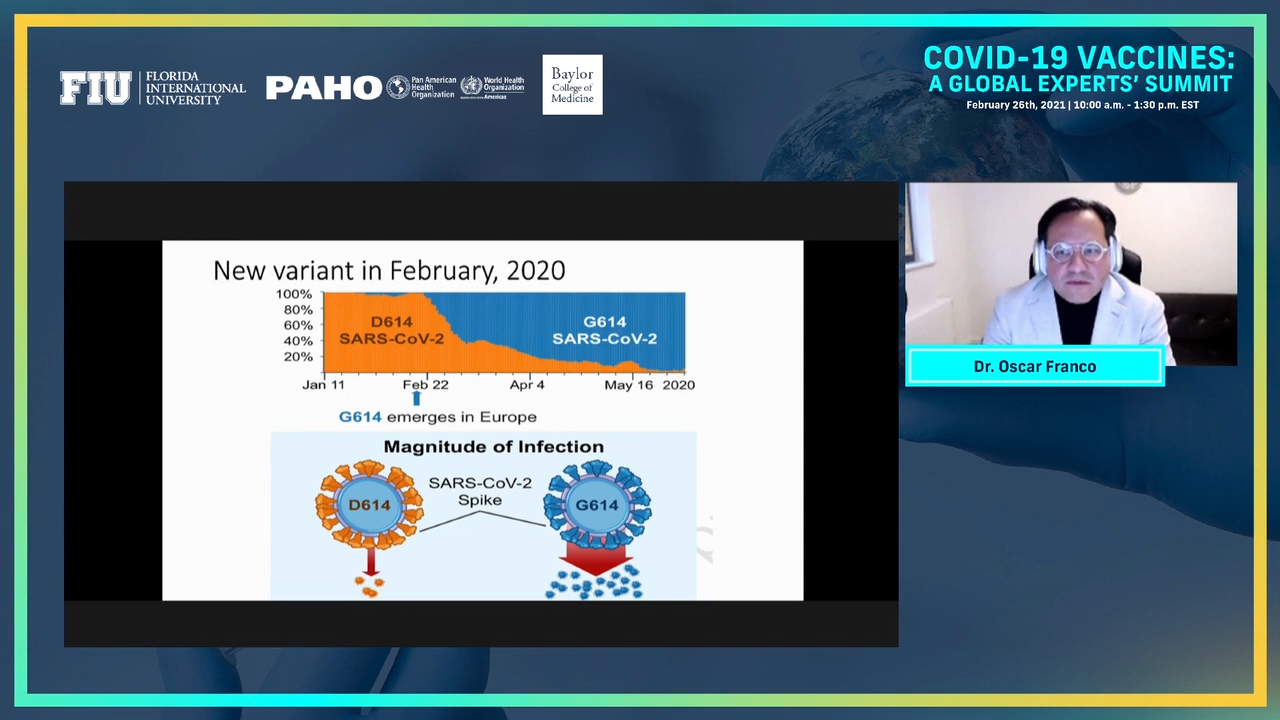 FIU
FLORIDA
INTERNATIONAL
UNIVERSITY
PAHO
Pan American
Health
Organization
World Health
Organization
Americas
Baylor
College of
Medicine
COVID-19 VACCINES:
A GLOBAL EXPERTS' SUMMIT
February 26th, 2021 | 10:00 a.m. - 1:30 p.m. EST
New variant in February, 2020
100%
80%
60%
40%
20%
D614
SARS-CoV-2
G614
SARS-CoV-2
Jan 11
Feb 22
Apr 4
May 16
2020
G614 emerges in Europe
Magnitude of Infection
D614
SARS-CoV-2
Spike
G614
Dr. Oscar Franco